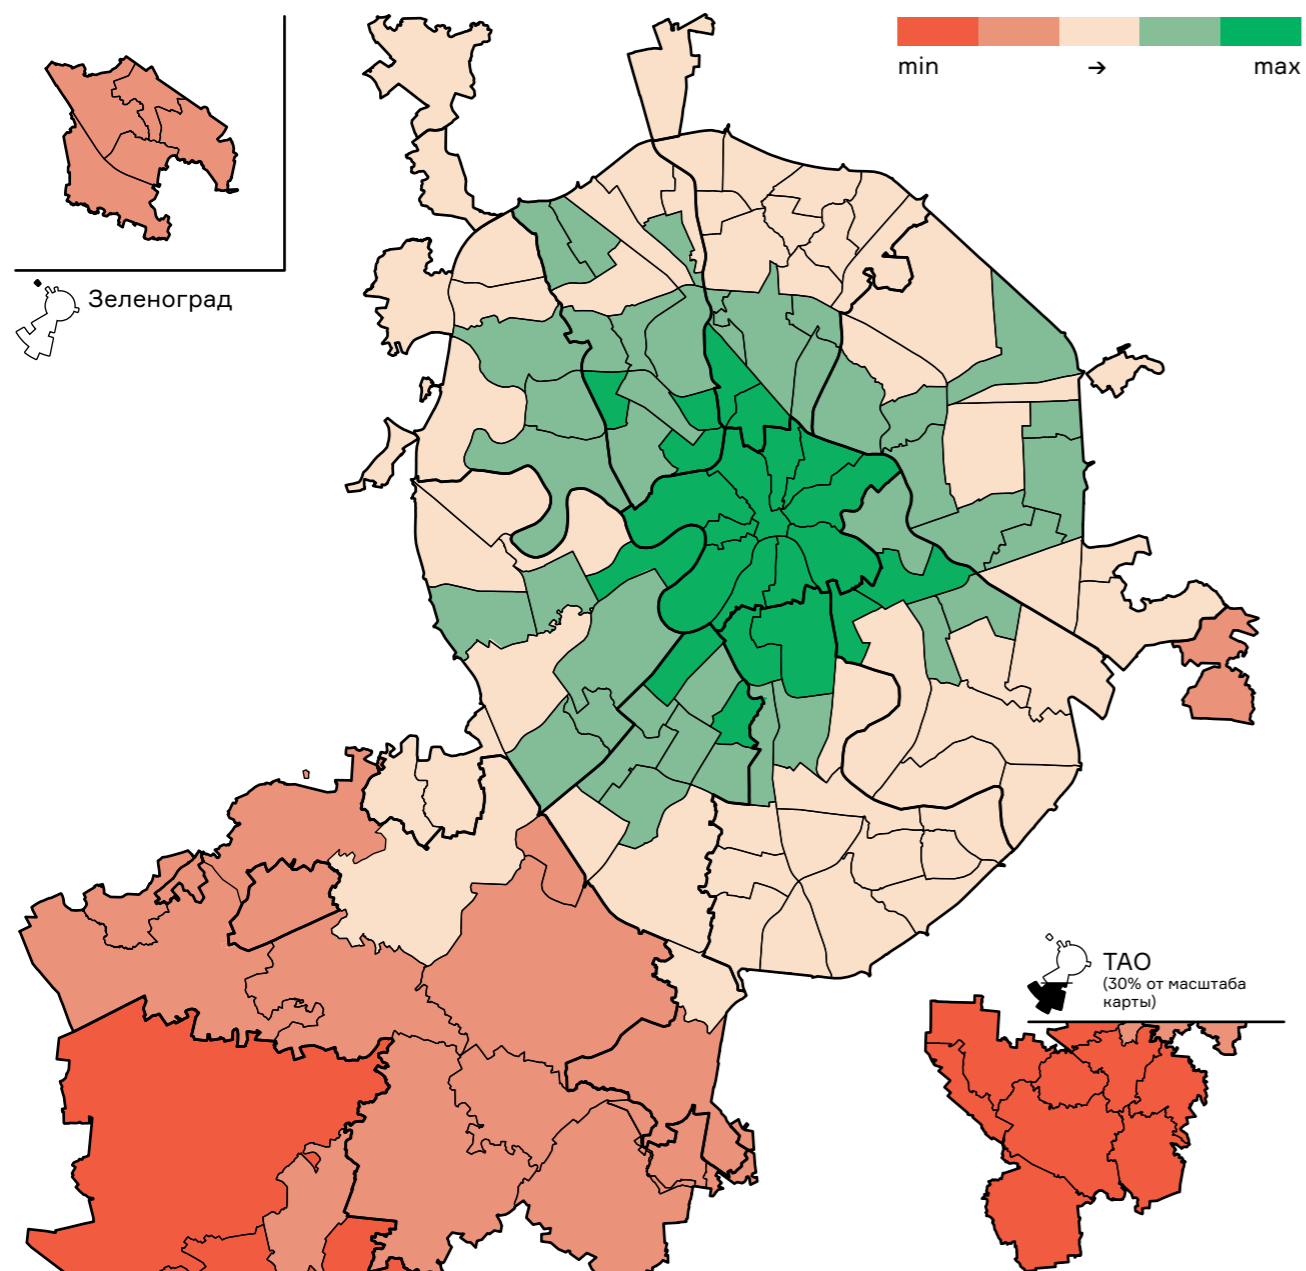 min → max
Зеленоград
ТАО
(30% от масштаба
карты)